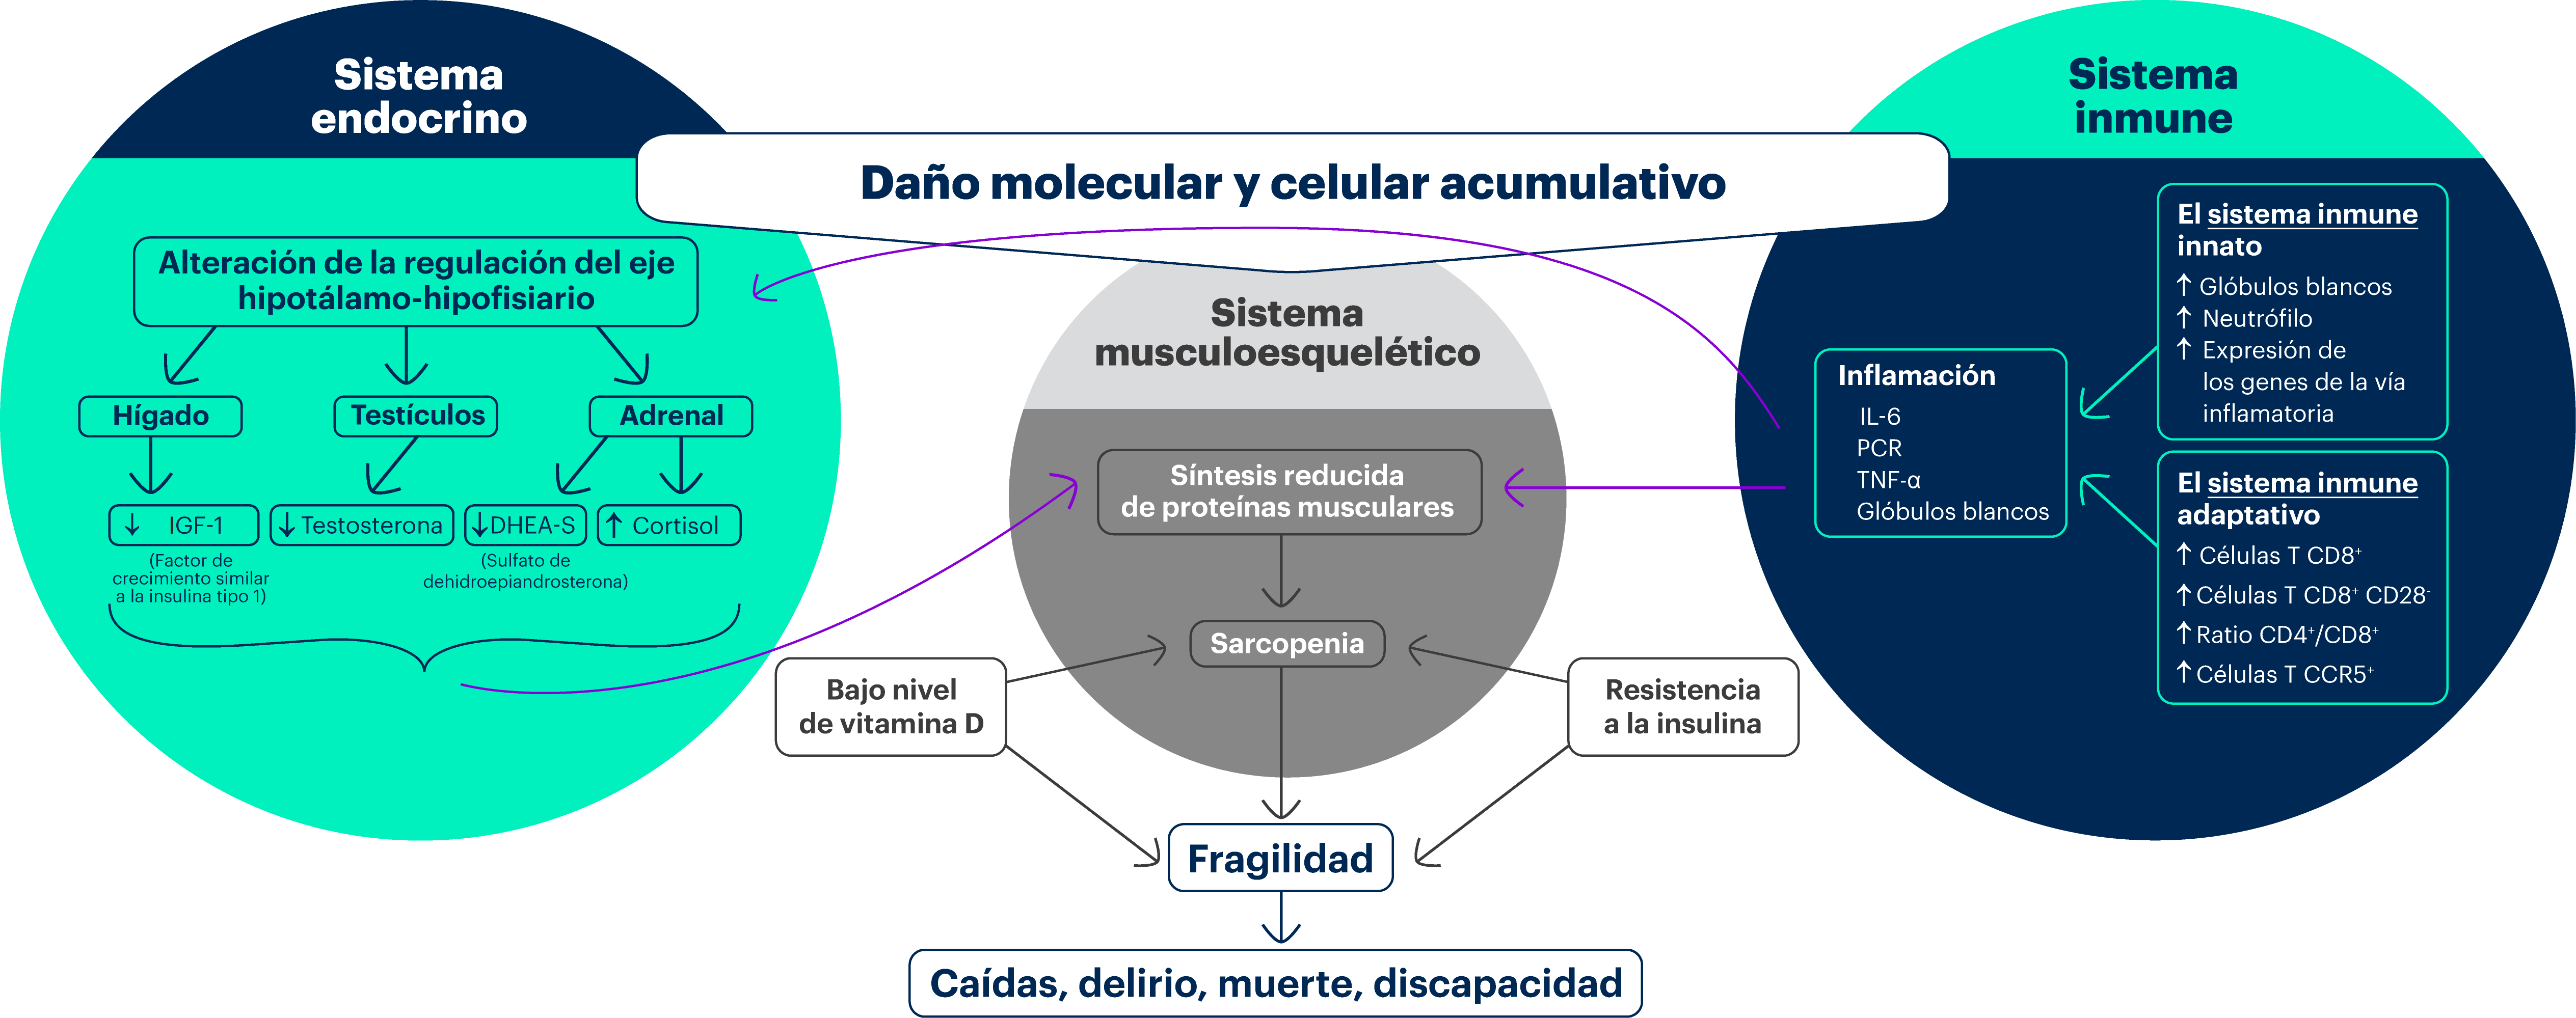 Sistema
endocrino
Sistema
inmune
Daño molecular y celular acumulativo
Alteración de la regulación del eje
hipotálamo-hipofisiario
Hígado
Testículos
Adrenal
↓ IGF-1
(Factor de
crecimiento similar
a la insulina tipo 1)
↓ Testosterona
↓ DHEA-S
(Sulfato de
dehidroepiandrosterona)
↑ Cortisol
Sistema
musculoesquelético
Síntesis reducida
de proteínas musculares
Sarcopenia
Bajo nivel
de vitamina D
Resistencia
a la insulina
Fragilidad
Caídas, delirio, muerte, discapacidad
Inflamación
IL-6
PCR
TNF-α
Glóbulos blancos
El sistema inmune
innato
↑ Glóbulos blancos
↑ Neutrófilo
↑ Expresión de
los genes de la vía
inflamatoria
El sistema inmune
adaptativo
↑ Células T CD8⁺
↑ Células T CD8⁺ CD28⁻
↑ Ratio CD4⁺/CD8⁺
↑ Células T CCR5⁺